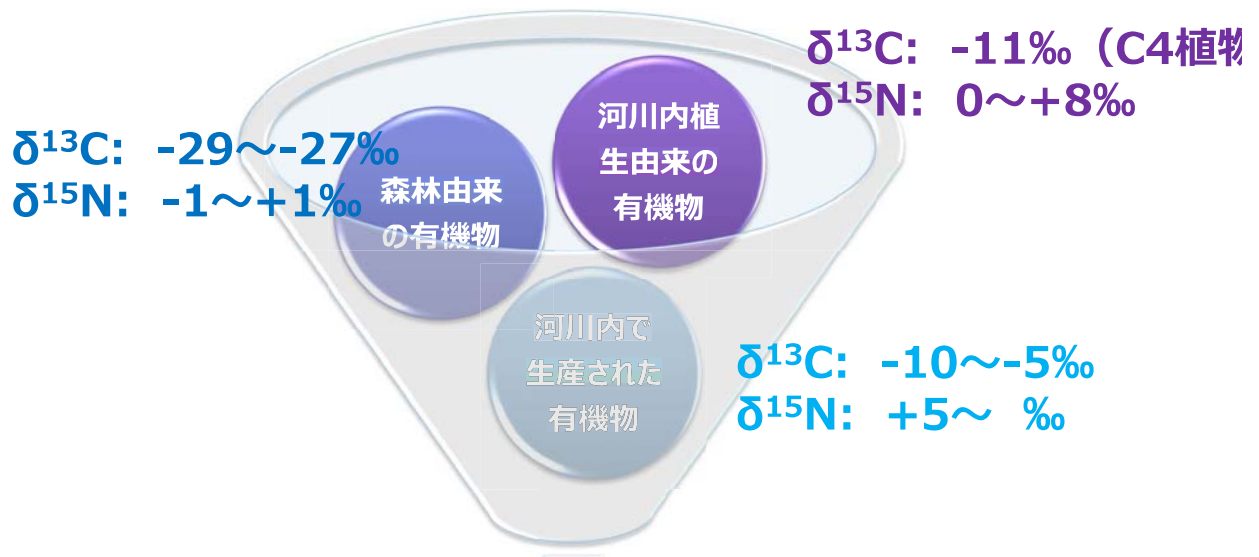 δ¹³C: -11‰（C4植物
δ¹⁵N: 0～+8‰
河川内植
生由来の
有機物
δ¹³C: -29～-27‰
δ¹⁵N: -1～+1‰
森林由来
の有機物
河川内で
生産された
有機物
δ¹³C: -10～-5‰
δ¹⁵N: +5～ ‰